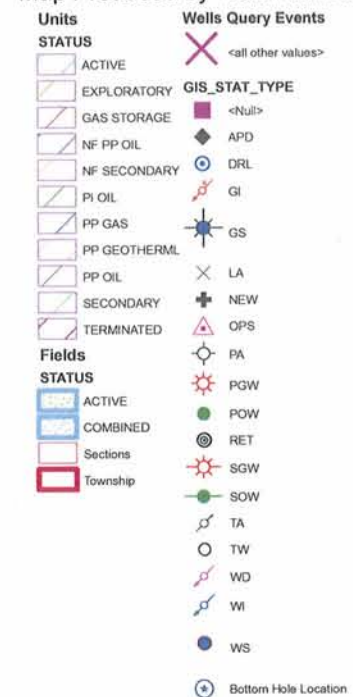 Units
STATUS
ACTIVE
EXPLORATORY
GAS STORAGE
NF PP OIL
NF SECONDARY
PI OIL
PP GAS
PP GEOTHERML
PP OIL
SECONDARY
TERMINATED
Fields
STATUS
ACTIVE
COMBINED
Sections
Township
Wells Query Events
<all other values>
GIS_STAT_TYPE
<Null>
APD
DRL
GI
GS
LA
NEW
OPS
PA
PGW
POW
RET
SGW
SOW
TA
TW
WD
WI
WS
Bottom Hole Location